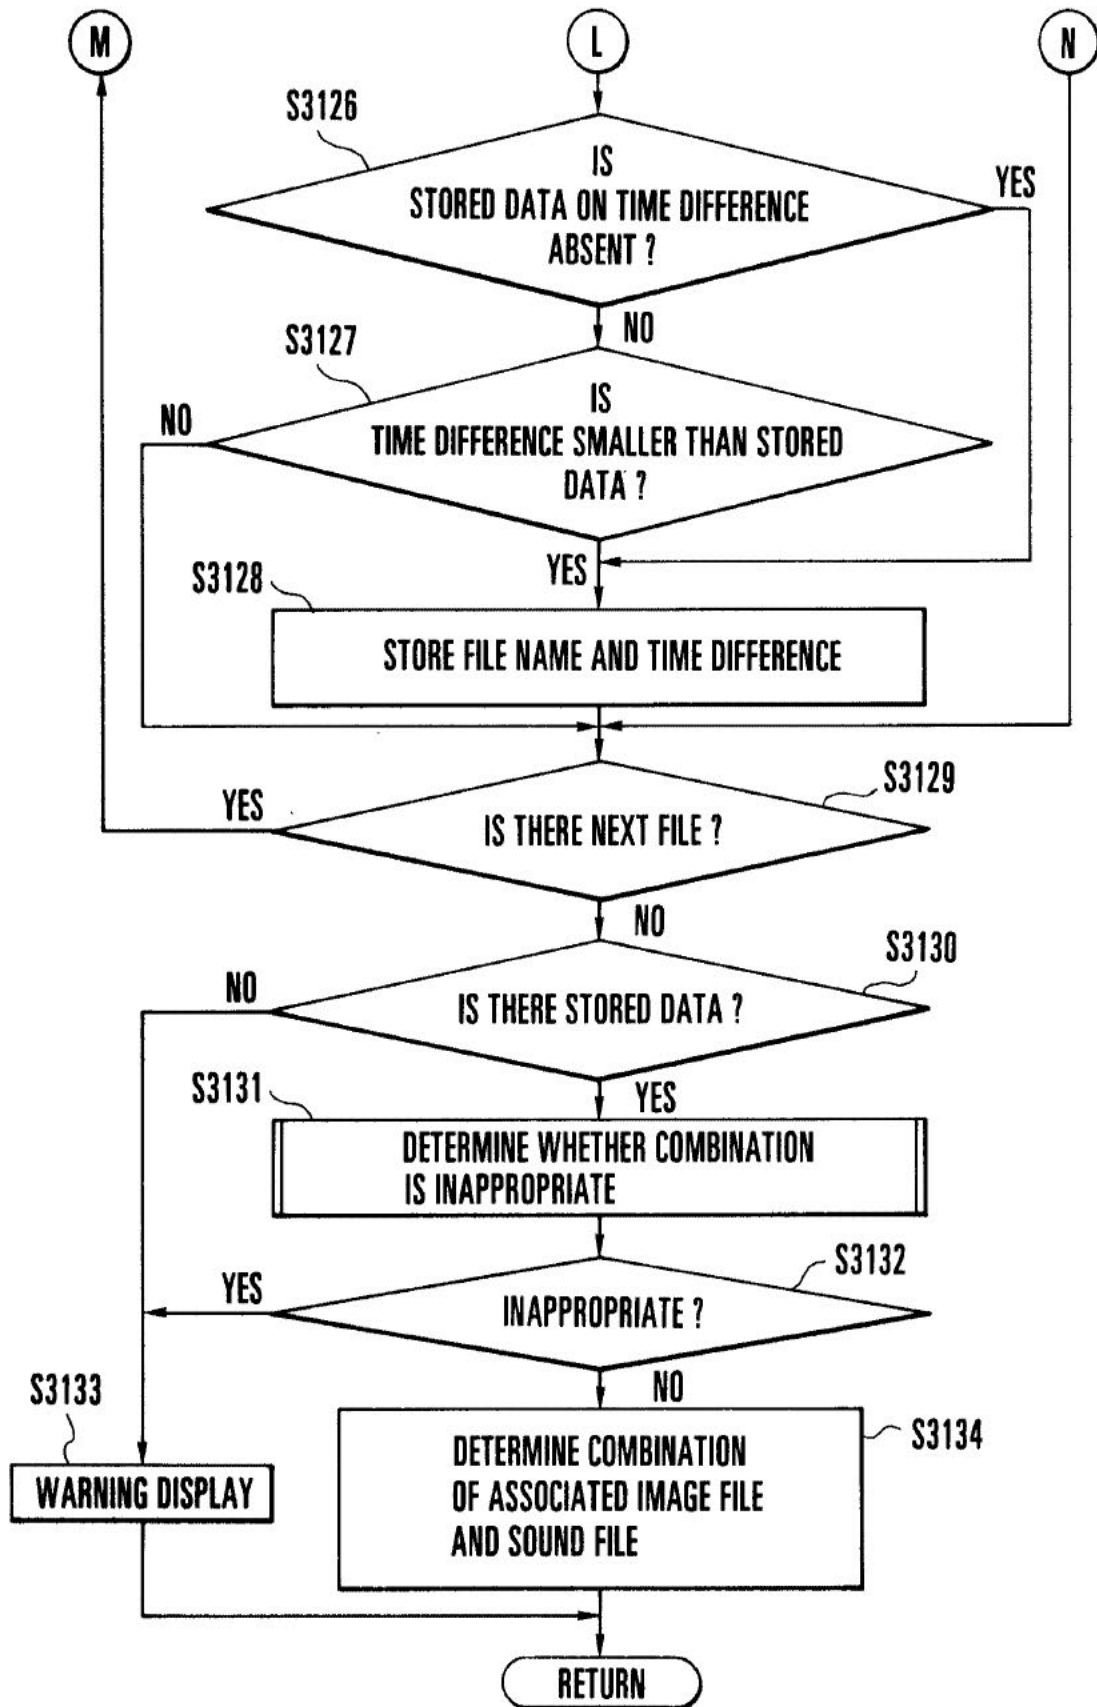 M
L
N
S3126
IS
STORED DATA ON TIME DIFFERENCE
ABSENT ?
YES
NO
S3127
IS
TIME DIFFERENCE SMALLER THAN STORED
DATA ?
NO
YES
S3128
STORE FILE NAME AND TIME DIFFERENCE
S3129
YES
IS THERE NEXT FILE ?
NO
S3130
NO
IS THERE STORED DATA ?
YES
S3131
DETERMINE WHETHER COMBINATION
IS INAPPROPRIATE
S3132
YES
INAPPROPRIATE ?
NO
S3133
WARNING DISPLAY
S3134
DETERMINE COMBINATION
OF ASSOCIATED IMAGE FILE
AND SOUND FILE
RETURN